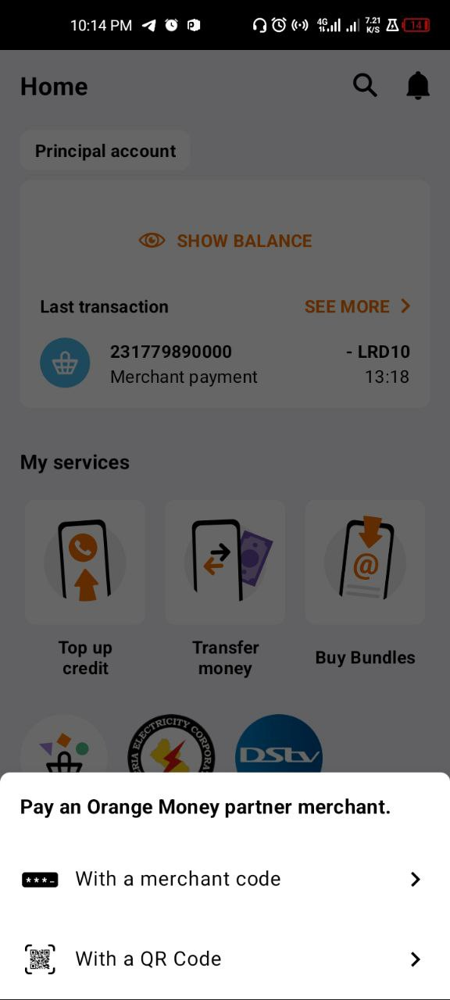 10:14 PM 4G 7.21 K/S 14
Home
Principal account
SHOW BALANCE
Last transaction SEE MORE
231779890000 - LRD10
Merchant payment 13:18
My services
@
Top up
credit
Transfer
money
Buy Bundles
RIA ELECTRICITY CORPORA
DStv
Pay an Orange Money partner merchant.
***- With a merchant code
With a QR Code